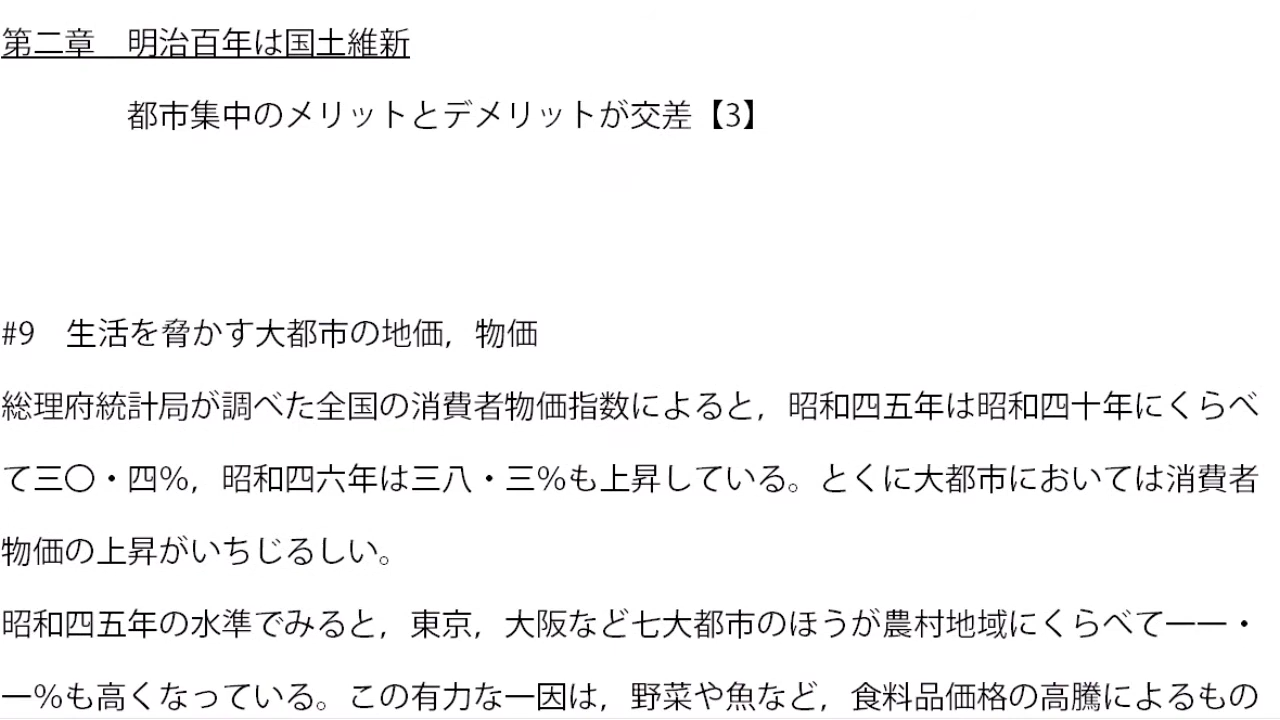 第二章　明治百年は国土維新
都市集中のメリットとデメリットが交差【3】
#9　生活を脅かす大都市の地価，物価
総理府統計局が調べた全国の消費者物価指数によると，昭和四五年は昭和四十年にくらべ
て三〇・四％，昭和四六年は三八・三％も上昇している。とくに大都市においては消費者
物価の上昇がいちじるしい。
昭和四五年の水準でみると，東京，大阪など七大都市のほうが農村地域にくらべて一一・
一％も高くなっている。この有力な一因は，野菜や魚など，食料品価格の高騰によるもの